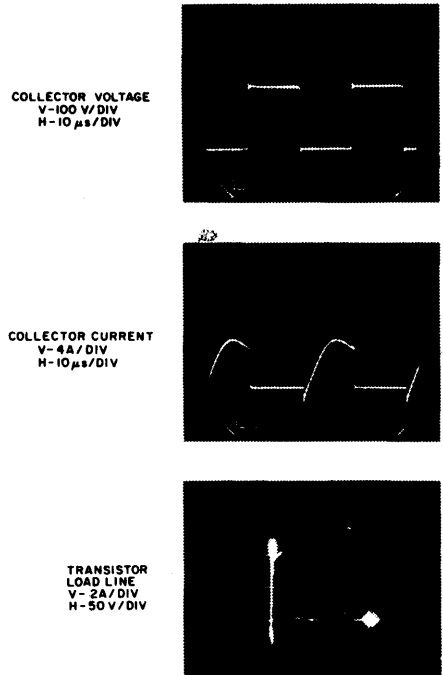 COLLECTOR VOLTAGE
V-100 V/DIV
H-10 μs/DIV
COLLECTOR CURRENT
V-4A/DIV
H-10 μs/DIV
TRANSISTOR
LOAD LINE
V-2A/DIV
H-50 V/DIV